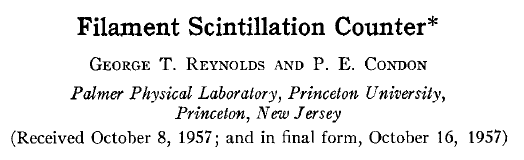 Filament Scintillation Counter*
GEORGE T. REYNOLDS AND P. E. CONDON
Palmer Physical Laboratory, Princeton University,
Princeton, New Jersey
(Received October 8, 1957; and in final form, October 16, 1957)